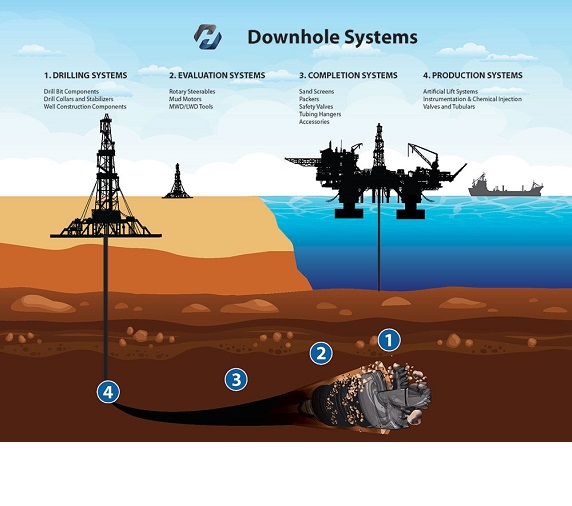 Downhole Systems
1. DRILLING SYSTEMS
Drill Bit Components
Drill Collars and Stabilizers
Well Construction Components
2. EVALUATION SYSTEMS
Rotary Steerables
Mud Motors
MWD/LWD Tools
3. COMPLETION SYSTEMS
Sand Screens
Packers
Safety Valves
Tubing Hangers
Accessories
4. PRODUCTION SYSTEMS
Artificial Lift Systems
Instrumentation & Chemical Injection
Valves and Tubulars
1
2
3
4